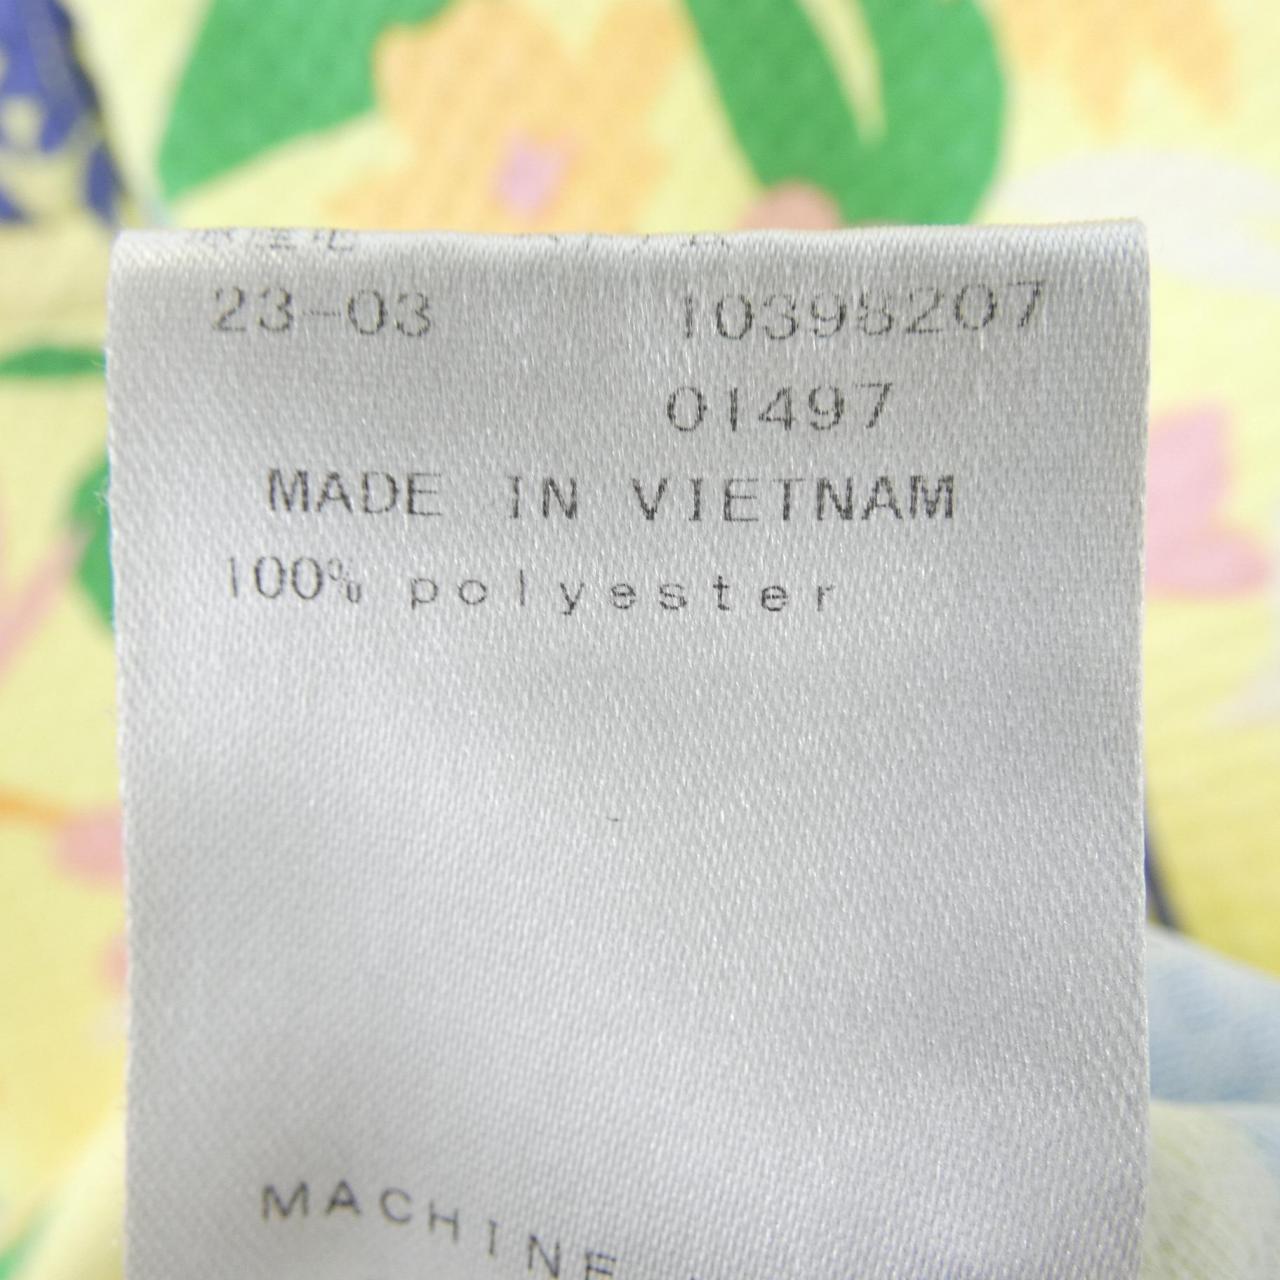 23-03 10398207
01497
MADE IN VIETNAM
100% polyester
MACHINE